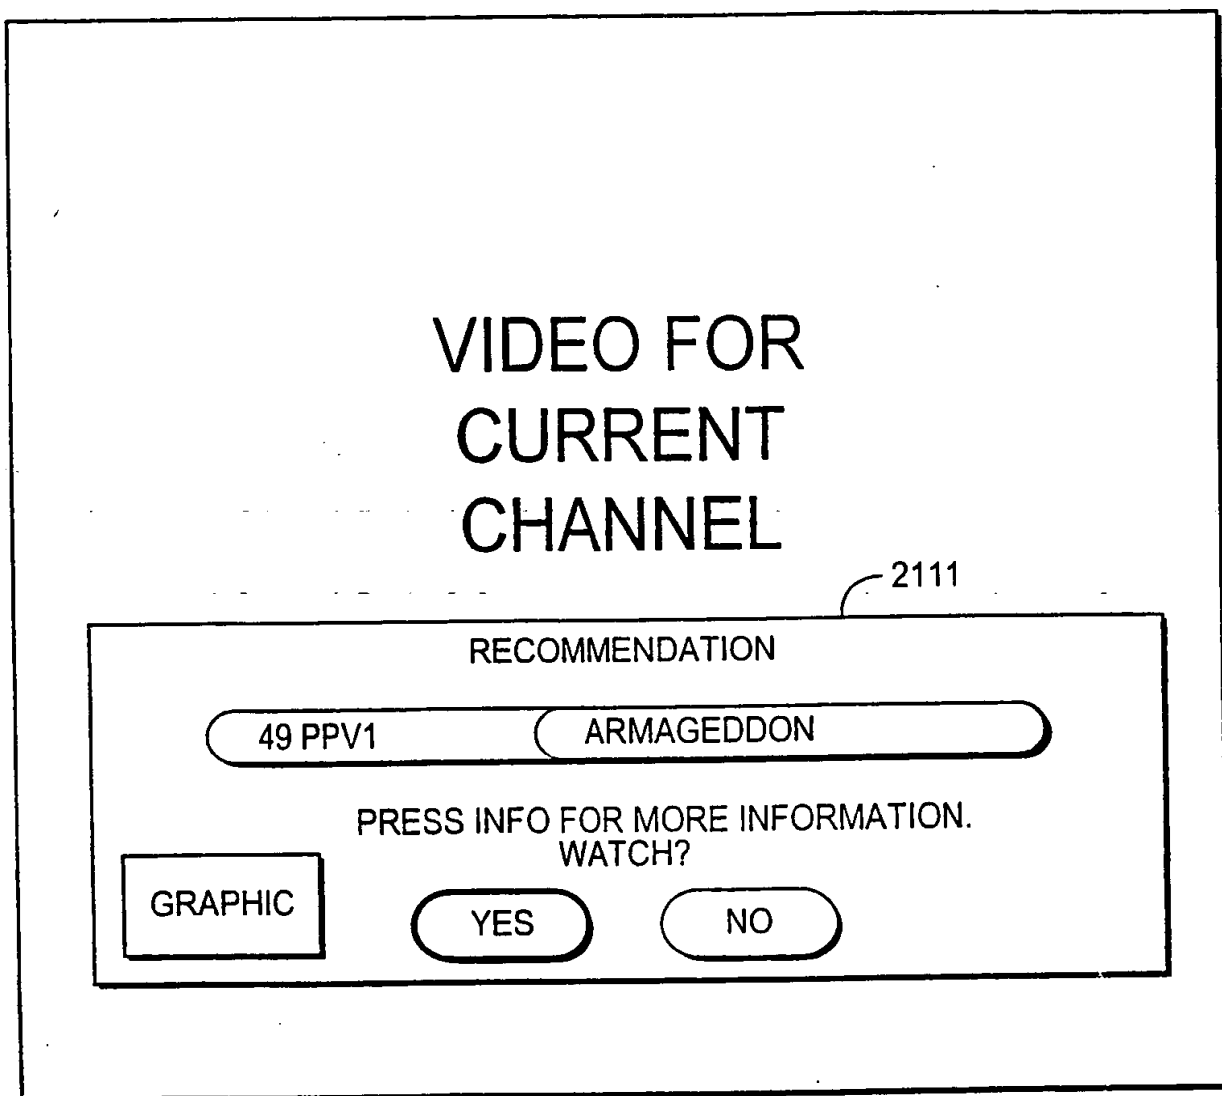 VIDEO FOR
CURRENT
CHANNEL
2111
RECOMMENDATION
49 PPV1 ARMAGEDDON
PRESS INFO FOR MORE INFORMATION.
WATCH?
GRAPHIC YES NO